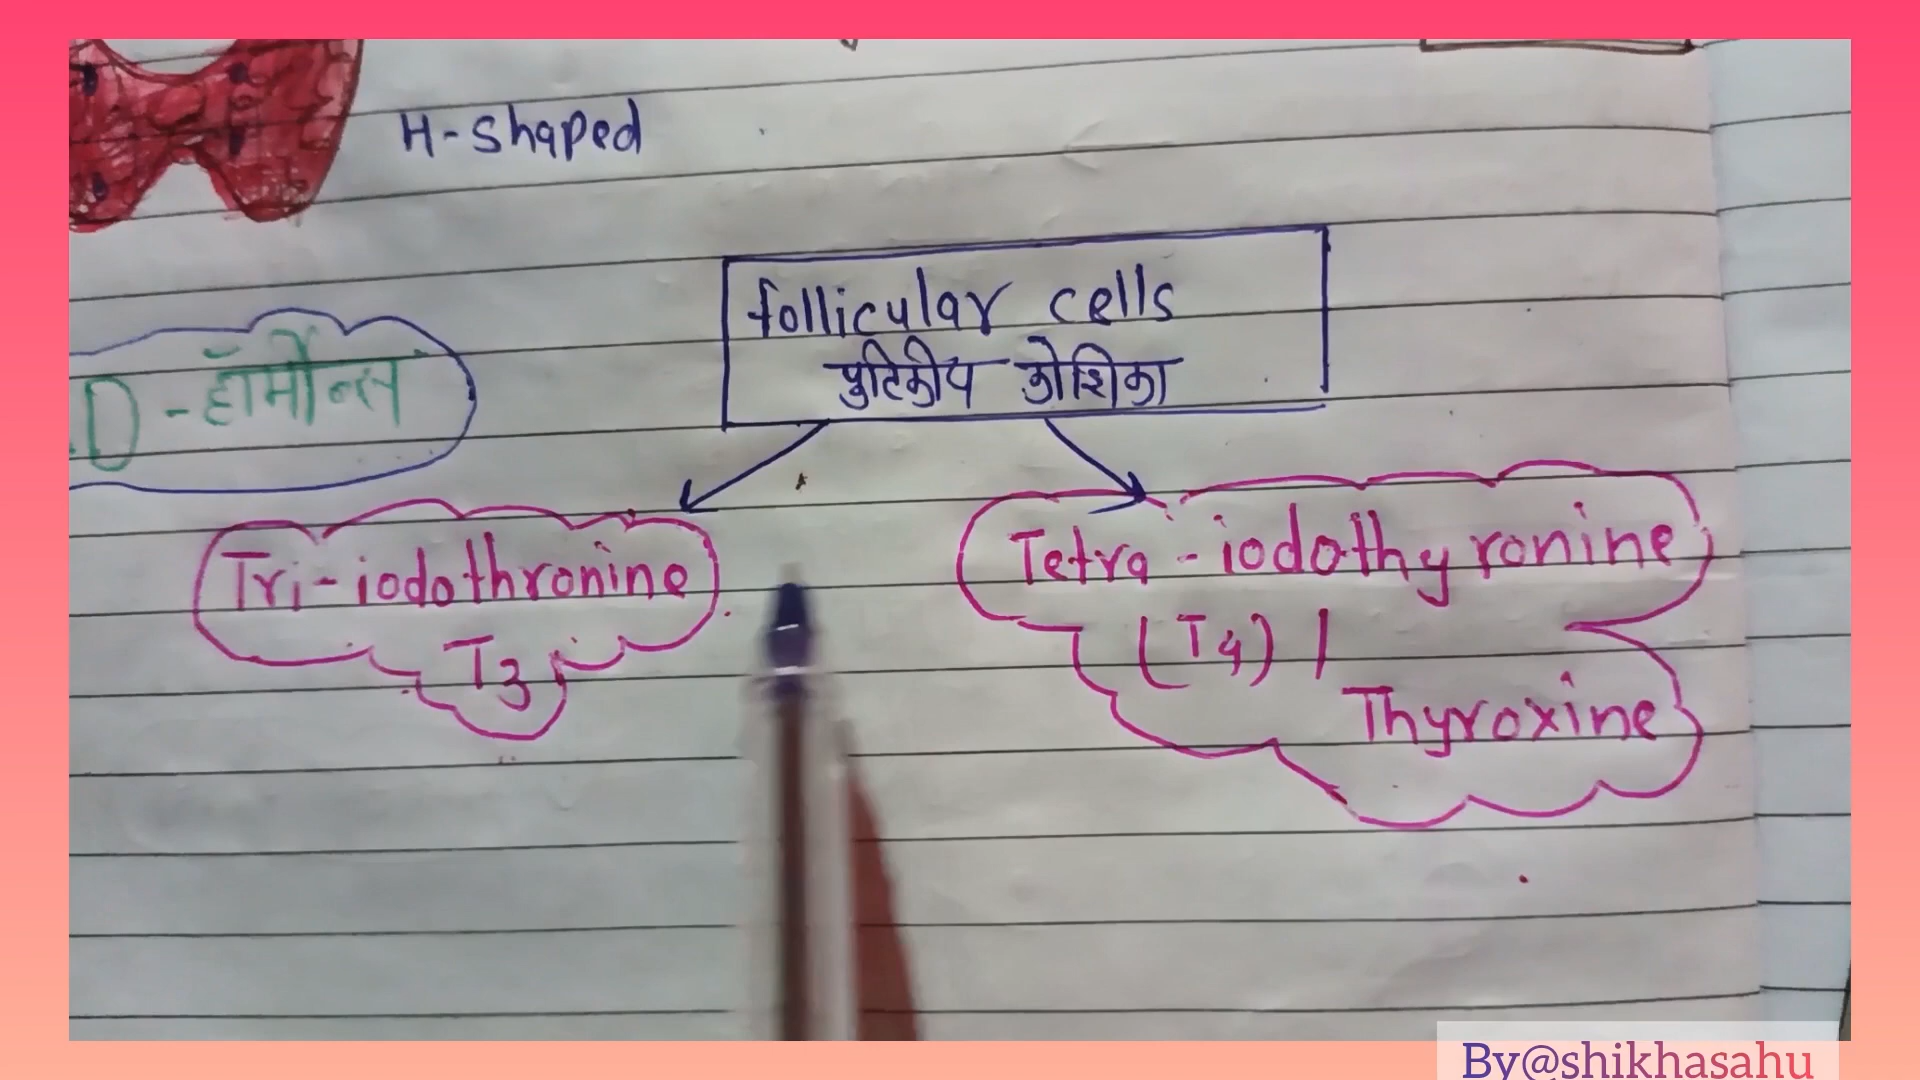 H-shaped
follicular cells
पुटिकीय कोशिका
D-हॉर्मोन्स
Tri-iodothronine
T3
Tetra-iodothyronine
(T4) /
Thyroxine
By@shikhasahu